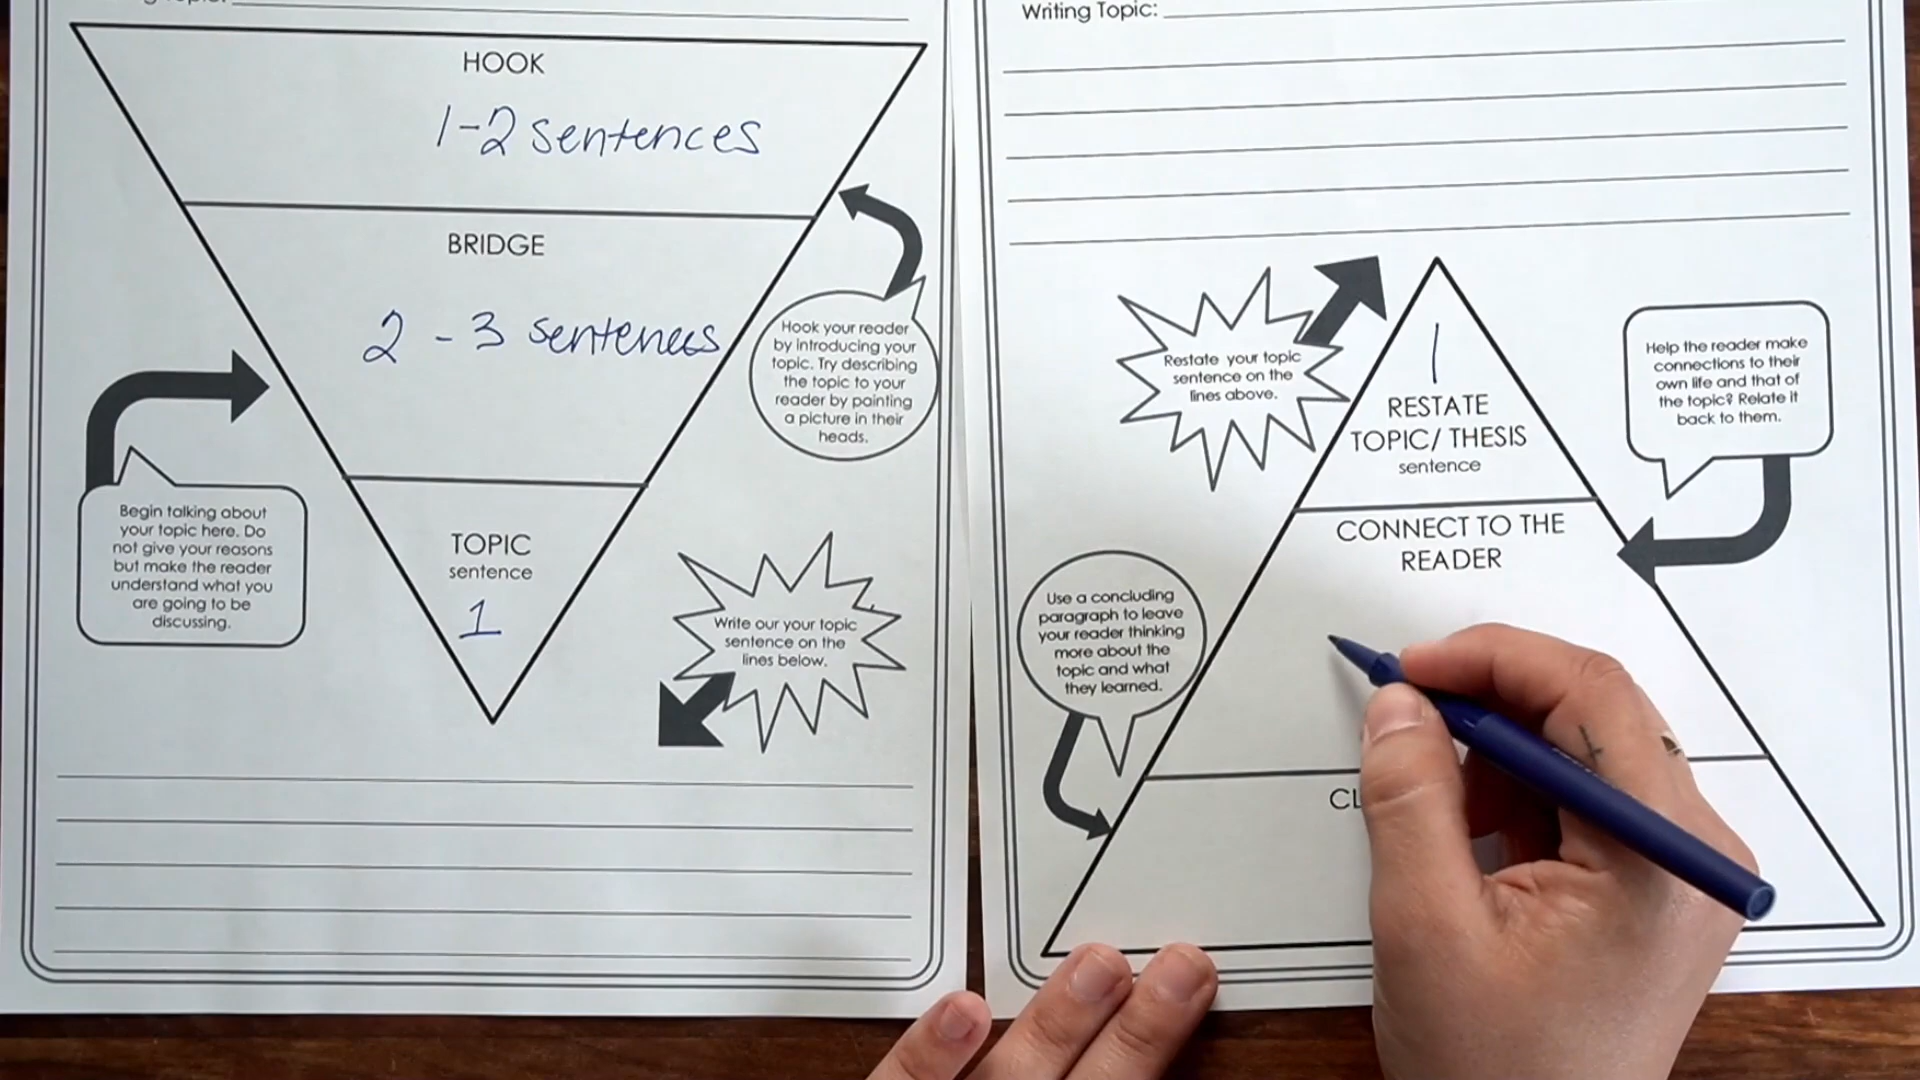 HOOK
1-2 sentences
BRIDGE
2 - 3 sentences
Hook your reader
by introducing your
topic. Try describing
the topic to your
reader by painting
a picture in their
heads.
Begin talking about
your topic here. Do
not give your reasons
but make the reader
understand what you
are going to be
discussing.
TOPIC
sentence
1
Write our your topic
sentence on the
lines below.
Writing Topic:
Restate your topic
sentence on the
lines above.
1
RESTATE
TOPIC/ THESIS
sentence
Help the reader make
connections to their
own life and that of
the topic? Relate it
back to them.
CONNECT TO THE
READER
Use a concluding
paragraph to leave
your reader thinking
more about the
topic and what
they learned.